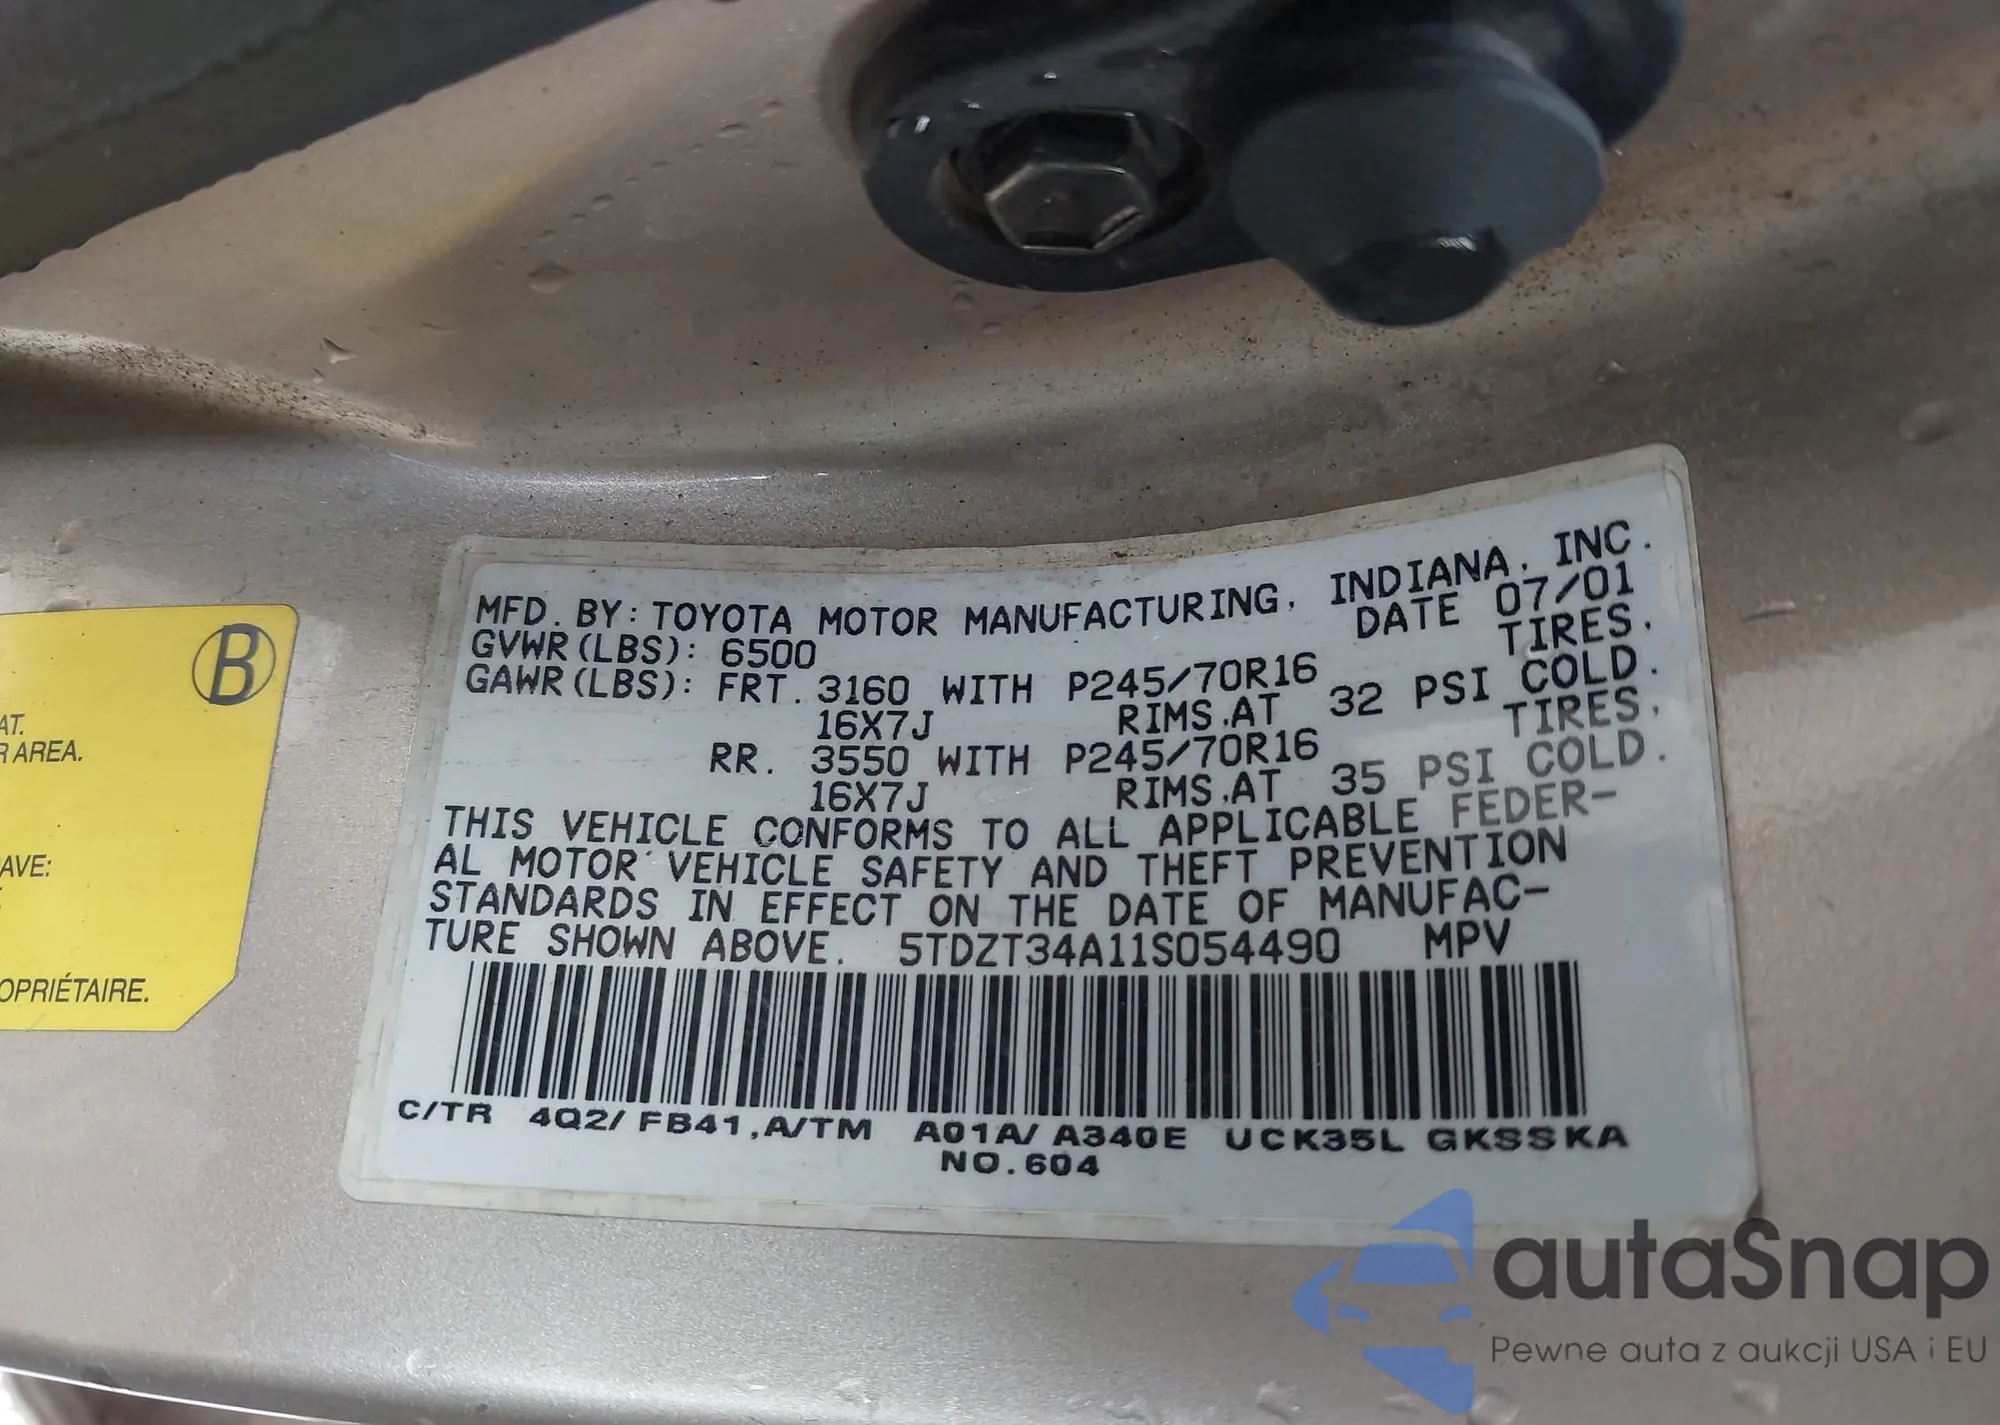 B
AT.
R AREA.
AVE:
OPRIÉTAIRE.
MFD. BY: TOYOTA MOTOR MANUFACTURING, INDIANA, INC.
GVWR(LBS): 6500 DATE 07/01
GAWR(LBS): FRT. 3160 WITH P245/70R16 TIRES,
16X7J RIMS,AT 32 PSI COLD.
RR. 3550 WITH P245/70R16 TIRES,
16X7J RIMS,AT 35 PSI COLD.
THIS VEHICLE CONFORMS TO ALL APPLICABLE FEDER-
AL MOTOR VEHICLE SAFETY AND THEFT PREVENTION
STANDARDS IN EFFECT ON THE DATE OF MANUFAC-
TURE SHOWN ABOVE. 5TDZT34A11S054490 MPV
C/TR 4Q2/ FB41,A/TM A01A/ A340E UCK35L GKSSKA
NO.604
autaSnap
Pewne auta z aukcji USA i EU